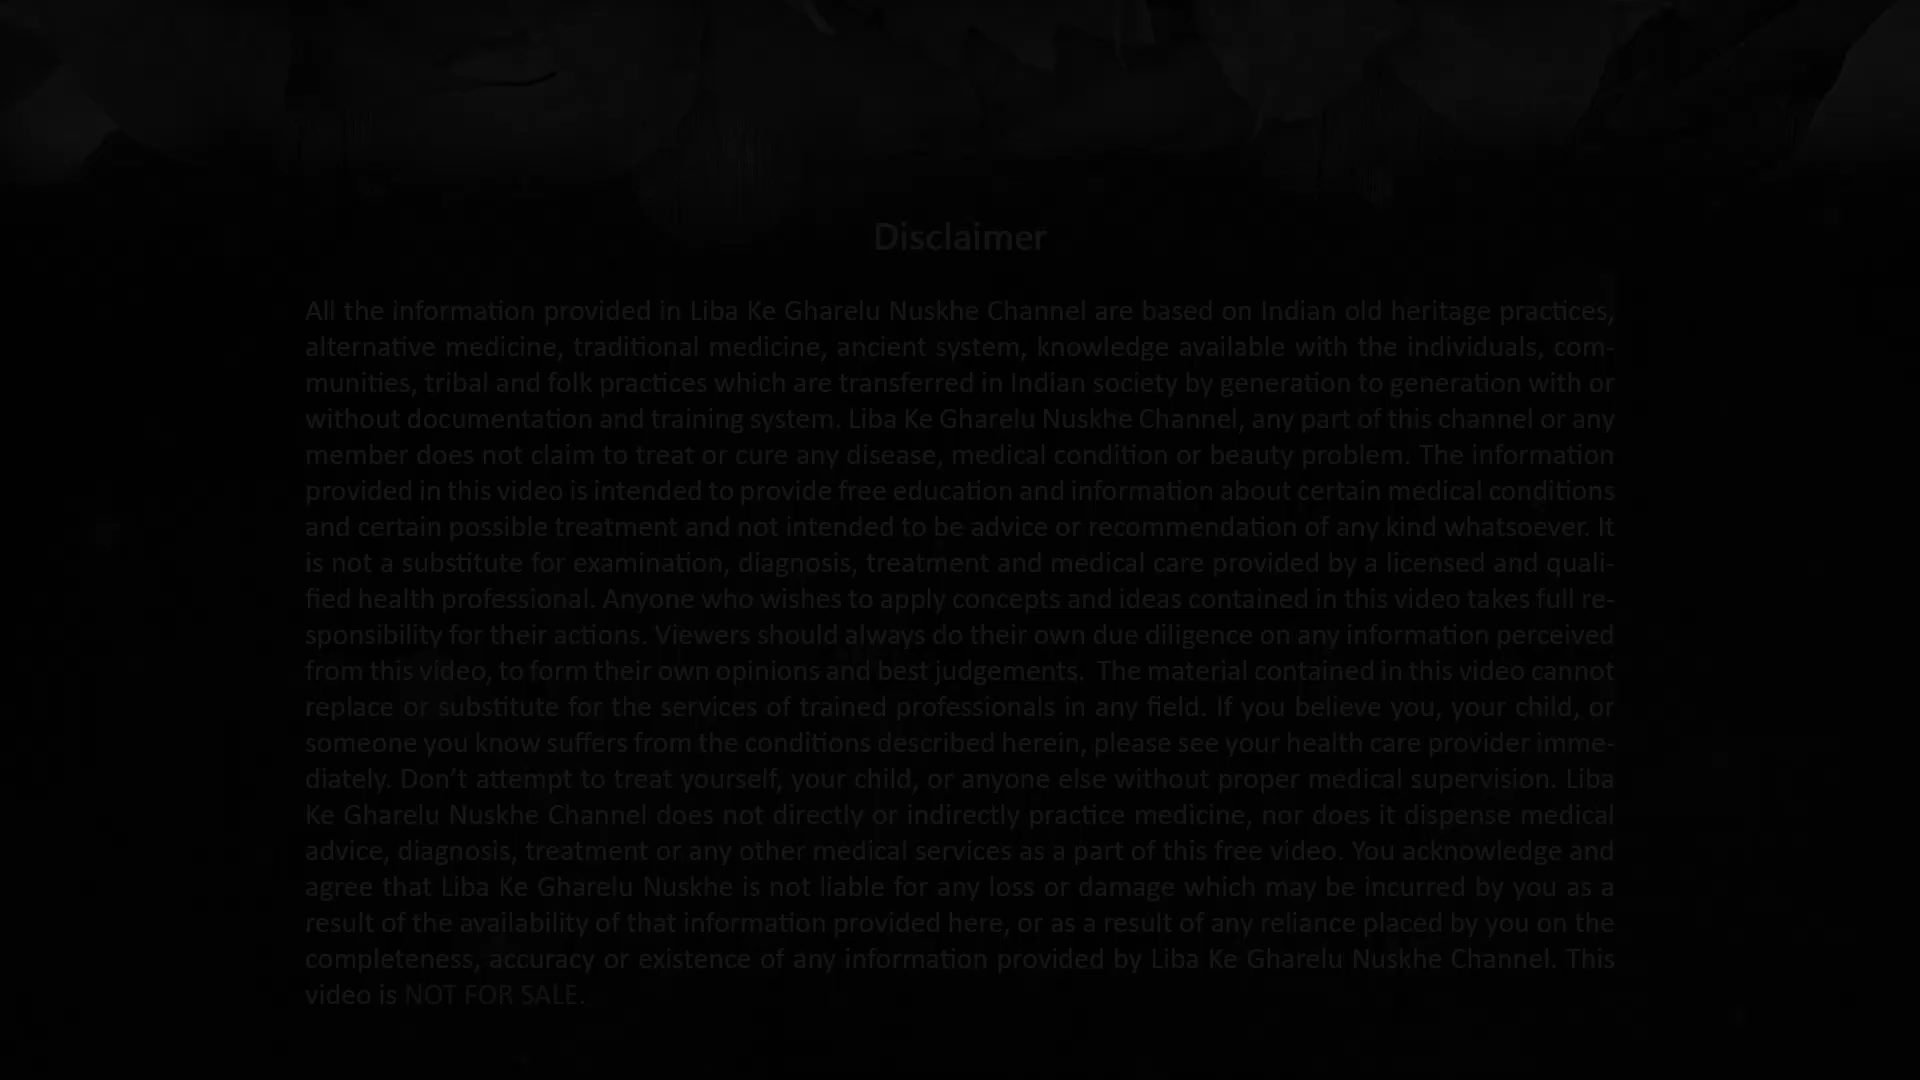 Disclaimer
All the information provided in Liba Ke Gharelu Nuskhe Channel are based on Indian old heritage practices,
alternative medicine, traditional medicine, ancient system, knowledge available with the individuals, com-
munities, tribal and folk practices which are transferred in Indian society by generation to generation with or
without documentation and training system. Liba Ke Gharelu Nuskhe Channel, any part of this channel or any
member does not claim to treat or cure any disease, medical condition or beauty problem. The information
provided in this video is intended to provide free education and information about certain medical conditions
and certain possible treatment and not intended to be advice or recommendation of any kind whatsoever. It
is not a substitute for examination, diagnosis, treatment and medical care provided by a licensed and quali-
fied health professional. Anyone who wishes to apply concepts and ideas contained in this video takes full re-
sponsibility for their actions. Viewers should always do their own due diligence on any information perceived
from this video, to form their own opinions and best judgements. The material contained in this video cannot
replace or substitute for the services of trained professionals in any field. If you believe you, your child, or
someone you know suffers from the conditions described herein, please see your health care provider imme-
diately. Don’t attempt to treat yourself, your child, or anyone else without proper medical supervision. Liba
Ke Gharelu Nuskhe Channel does not directly or indirectly practice medicine, nor does it dispense medical
advice, diagnosis, treatment or any other medical services as a part of this free video. You acknowledge and
agree that Liba Ke Gharelu Nuskhe is not liable for any loss or damage which may be incurred by you as a
result of the availability of that information provided here, or as a result of any reliance placed by you on the
completeness, accuracy or existence of any information provided by Liba Ke Gharelu Nuskhe Channel. This
video is NOT FOR SALE.